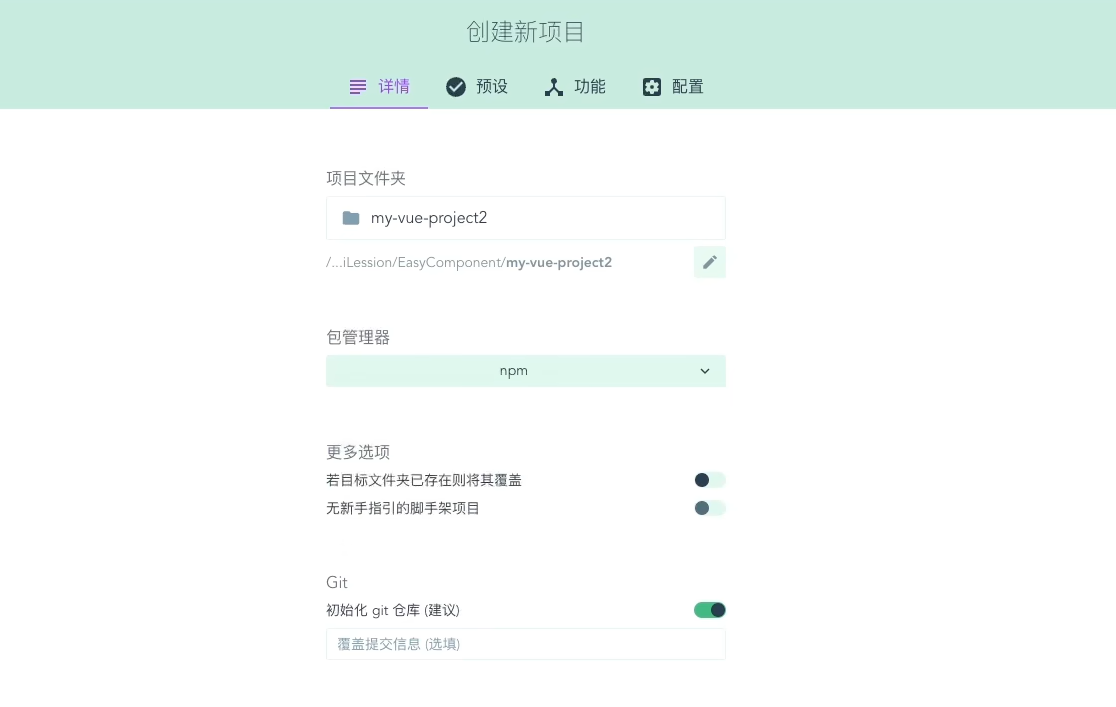 创建新项目
详情 预设 功能 配置
项目文件夹
my-vue-project2
/...iLession/EasyComponent/my-vue-project2
包管理器
npm
更多选项
若目标文件夹已存在则将其覆盖
无新手指引的脚手架项目
Git
初始化 git 仓库 (建议)
覆盖提交信息 (选填)